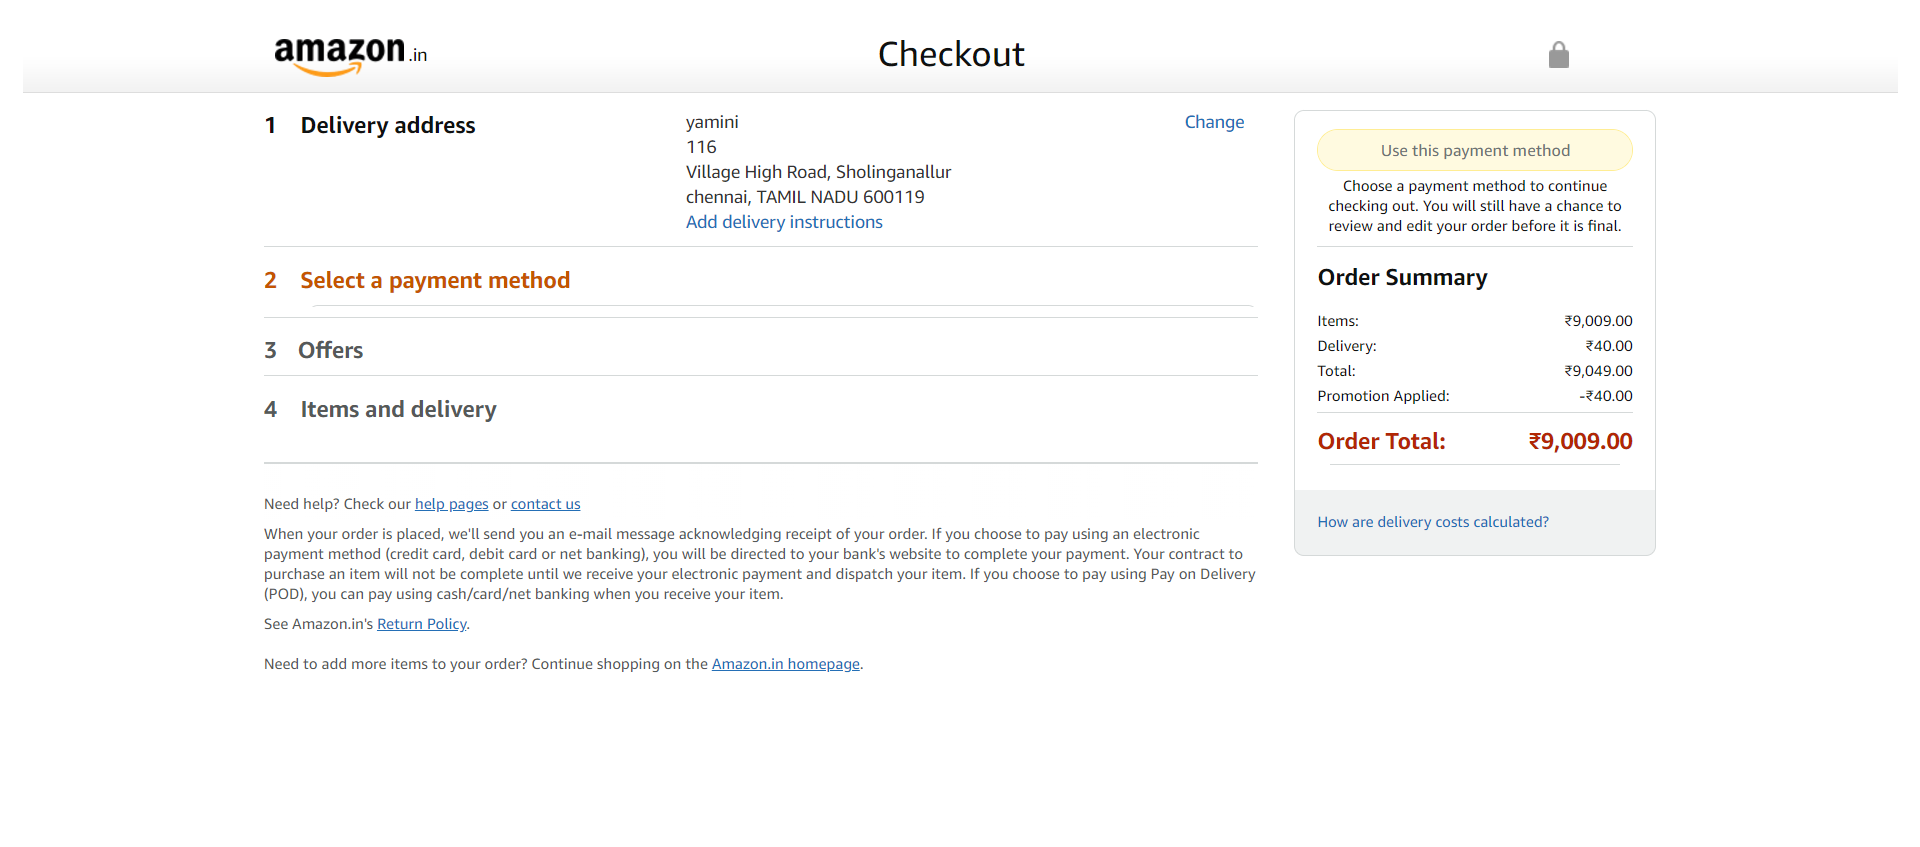 amazon.in
Checkout
1 Delivery address
yamini
116
Village High Road, Sholinganallur
chennai, TAMIL NADU 600119
Add delivery instructions
Change
2 Select a payment method
3 Offers
4 Items and delivery
Need help? Check our help pages or contact us
When your order is placed, we'll send you an e-mail message acknowledging receipt of your order. If you choose to pay using an electronic
payment method (credit card, debit card or net banking), you will be directed to your bank's website to complete your payment. Your contract to
purchase an item will not be complete until we receive your electronic payment and dispatch your item. If you choose to pay using Pay on Delivery
(POD), you can pay using cash/card/net banking when you receive your item.
See Amazon.in's Return Policy.
Need to add more items to your order? Continue shopping on the Amazon.in homepage.
Use this payment method
Choose a payment method to continue
checking out. You will still have a chance to
review and edit your order before it is final.
Order Summary
Items: ₹9,009.00
Delivery: ₹40.00
Total: ₹9,049.00
Promotion Applied: -₹40.00
Order Total: ₹9,009.00
How are delivery costs calculated?